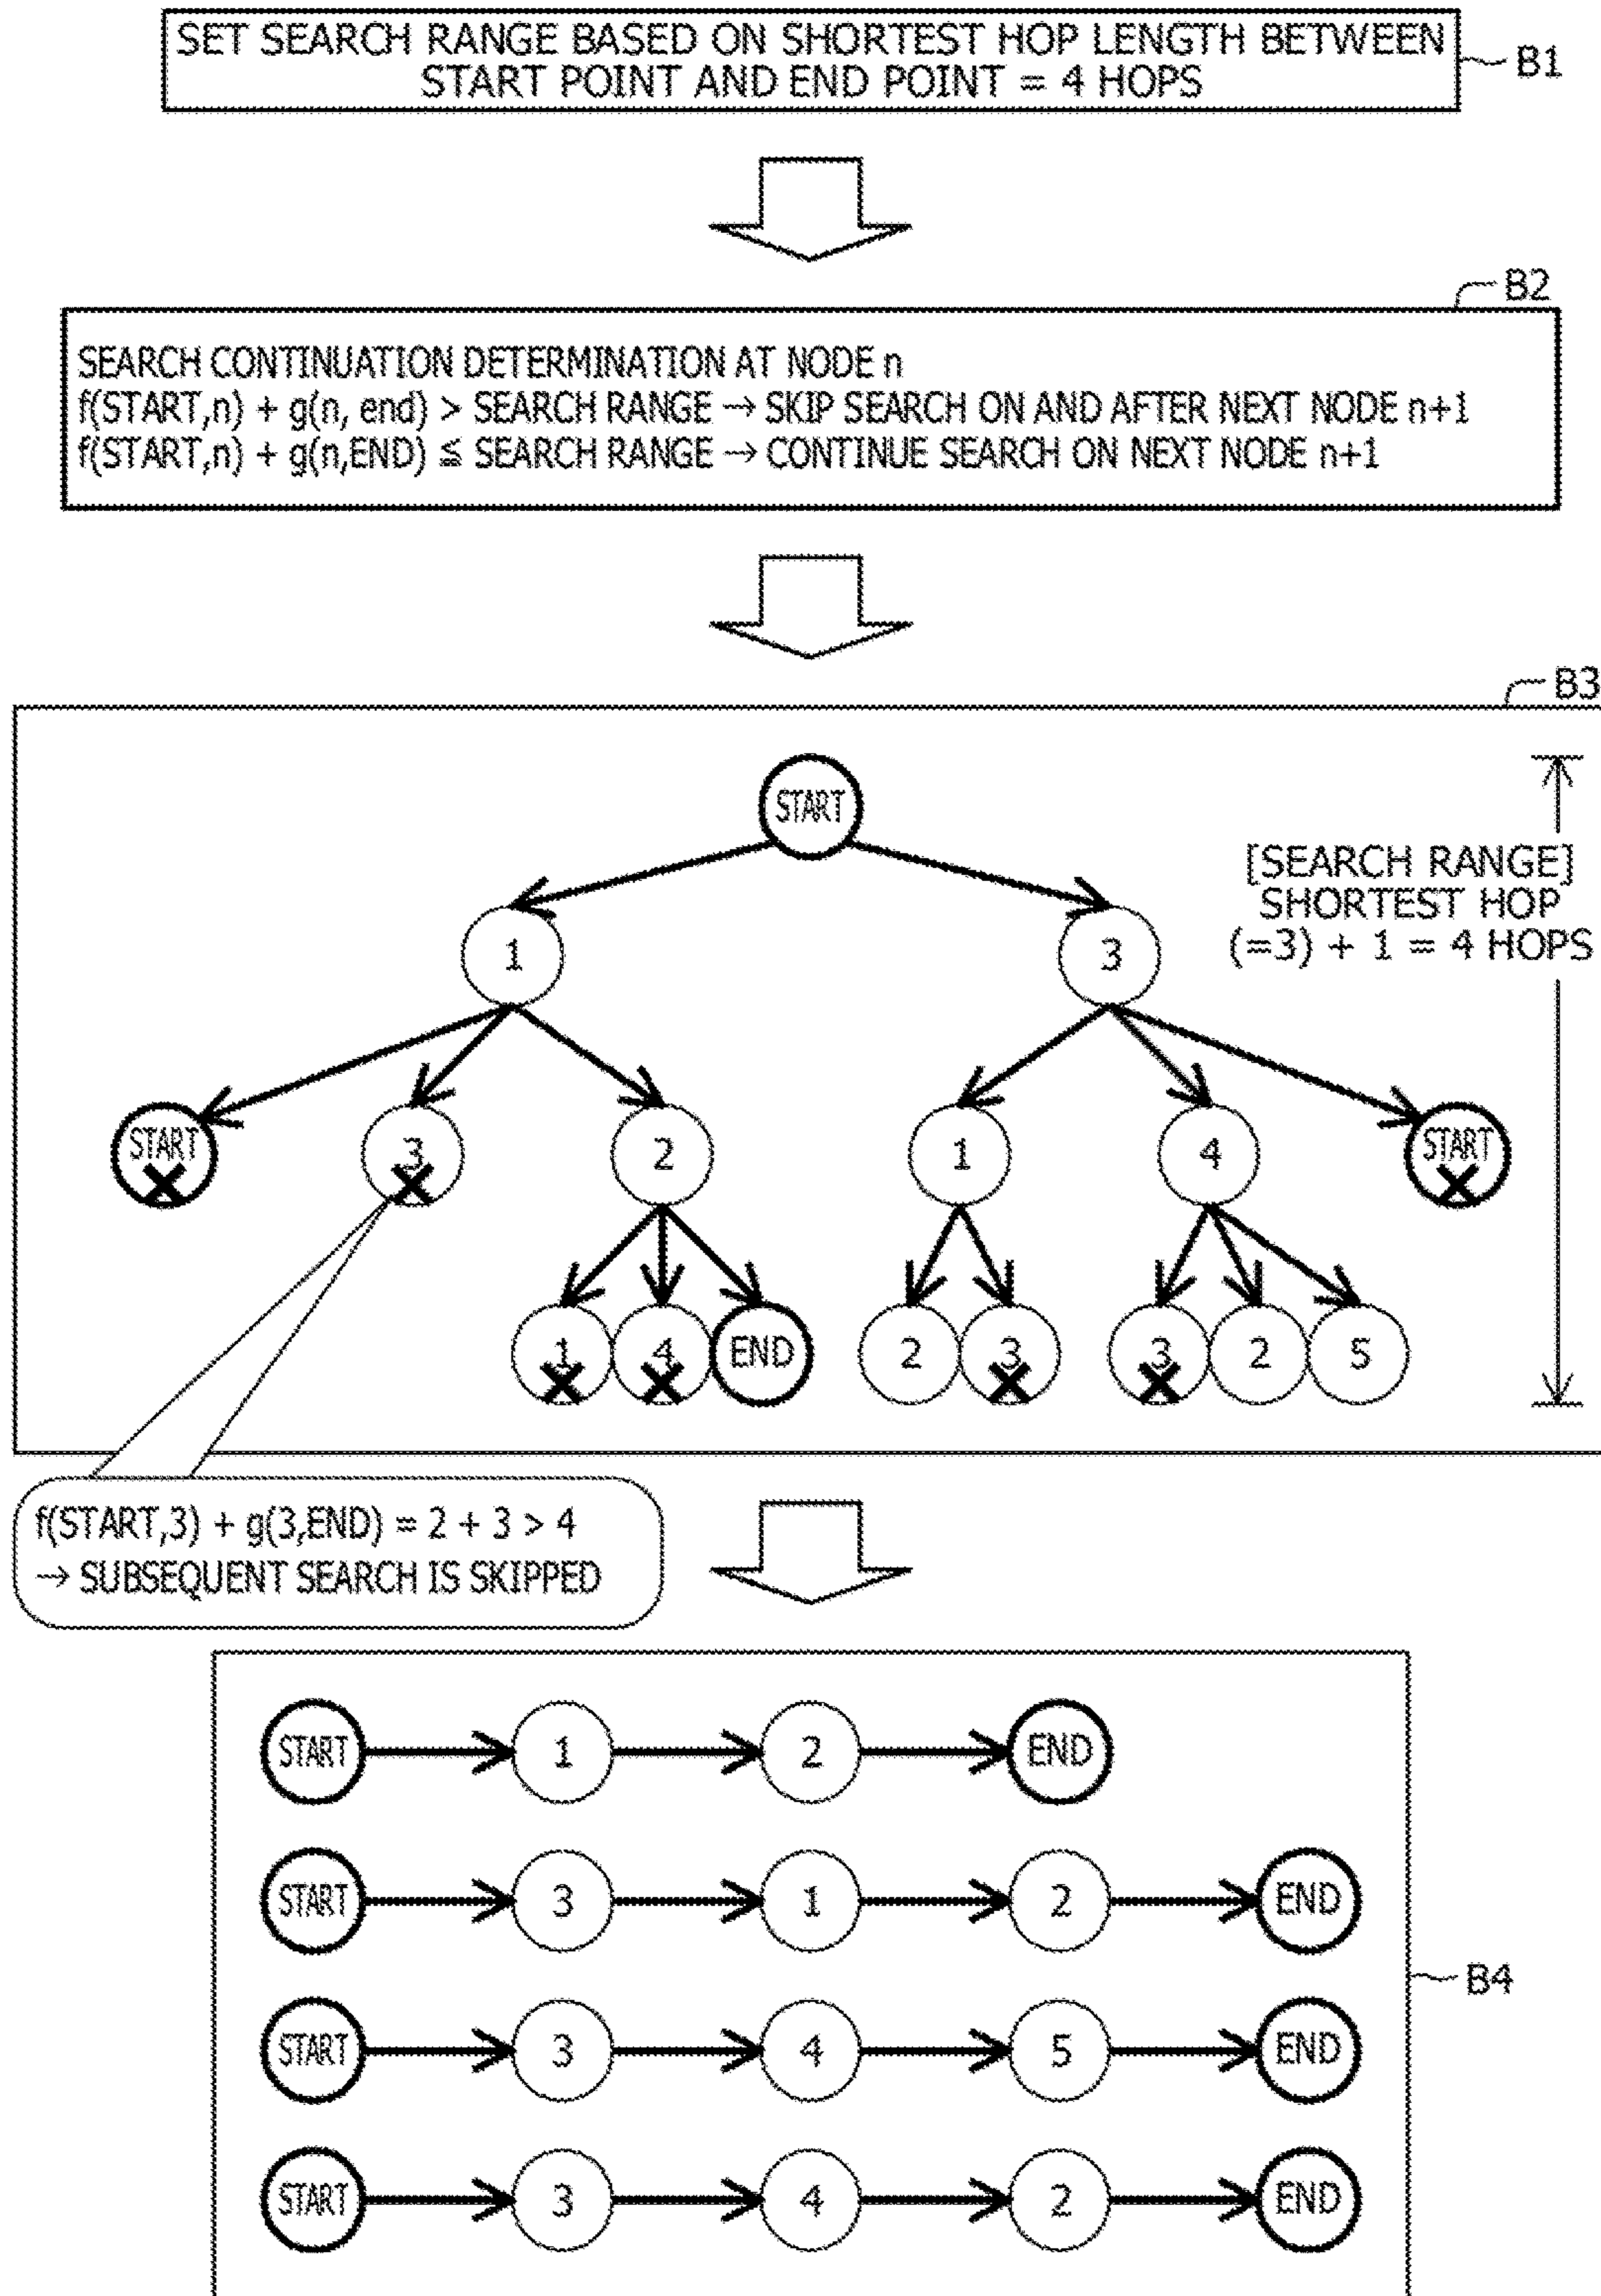 SET SEARCH RANGE BASED ON SHORTEST HOP LENGTH BETWEEN
START POINT AND END POINT = 4 HOPS
B1
B2
SEARCH CONTINUATION DETERMINATION AT NODE n
f(START,n) + g(n, end) > SEARCH RANGE → SKIP SEARCH ON AND AFTER NEXT NODE n+1
f(START,n) + g(n,END) ≦ SEARCH RANGE → CONTINUE SEARCH ON NEXT NODE n+1
B3
START
[SEARCH RANGE]
SHORTEST HOP
(=3) + 1 = 4 HOPS
1 3
START 3 2 1 4 START
1 4 END 2 3 3 2 5
f(START,3) + g(3,END) = 2 + 3 > 4
→ SUBSEQUENT SEARCH IS SKIPPED
START 1 2 END
START 3 1 2 END
B4
START 3 4 5 END
START 3 4 2 END